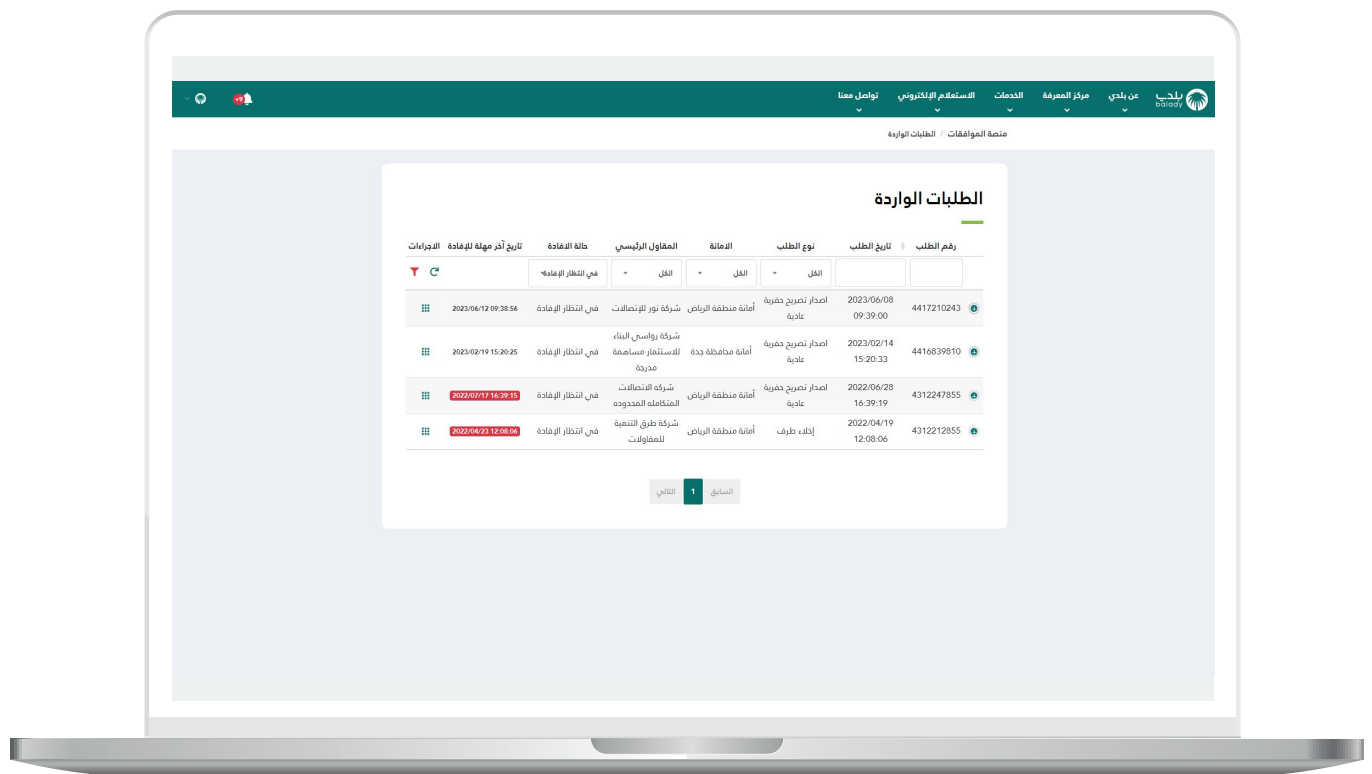 بلدي
balady
عن بلدي
مركز المعرفة
الخدمات
الاستعلام الإلكتروني
تواصل معنا
+9
منصة الموافقات / الطلبات الواردة
الطلبات الواردة
رقم الطلب تاريخ الطلب نوع الطلب الامانة المقاول الرئيسي حالة الافادة تاريخ آخر مهلة للإفادة الاجراءات
الكل الكل الكل في انتظار الإفادة
4417210243 2023/06/08 09:39:00 اصدار تصريح حفرية عادية أمانة منطقة الرياض شركة نور للإتصالات في انتظار الإفادة 2023/06/12 09:38:56
4416839810 2023/02/14 15:20:33 اصدار تصريح حفرية عادية أمانة محافظة جدة شركة رواسي البناء للاستثمار مساهمة مدرجة في انتظار الإفادة 2023/02/19 15:20:25
4312247855 2022/06/28 16:39:19 اصدار تصريح حفرية عادية أمانة منطقة الرياض شركه الاتصالات المتكامله المحدوده في انتظار الإفادة 2022/07/17 16:39:15
4312212855 2022/04/19 12:08:06 إخلاء طرف أمانة منطقة الرياض شركة طرق التنمية للمقاولات في انتظار الإفادة 2022/04/23 12:08:06
السابق 1 التالي